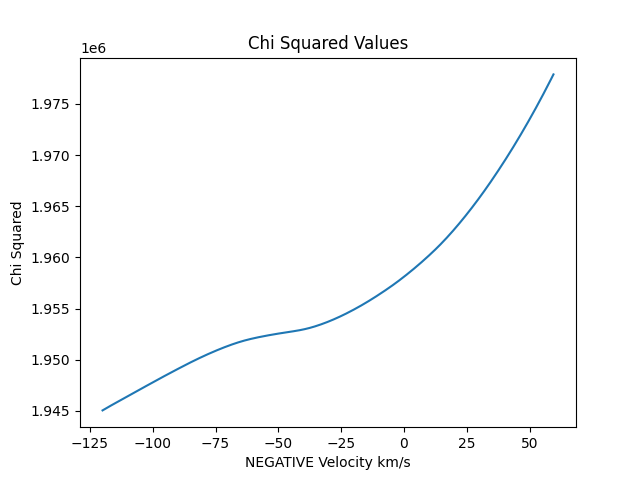 Chi Squared Values
1e6
1.975
1.970
1.965
1.960
1.955
1.950
1.945
Chi Squared
−125 −100 −75 −50 −25 0 25 50
NEGATIVE Velocity km/s